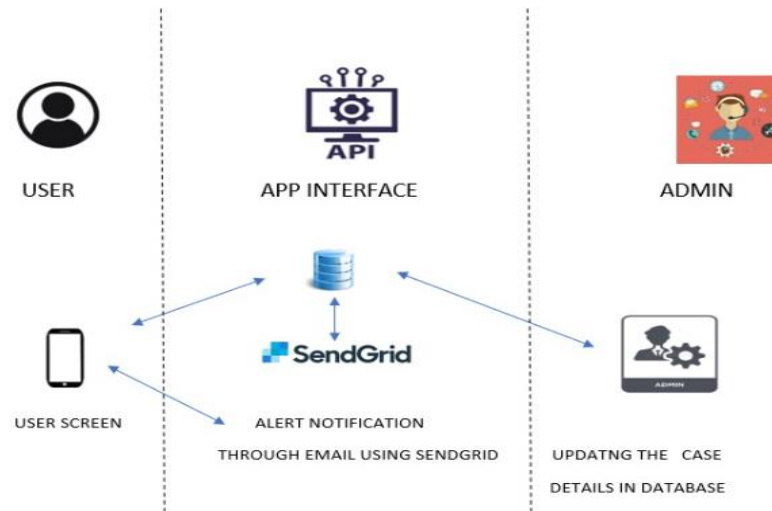 API
USER
APP INTERFACE
ADMIN
SendGrid
ADMIN
USER SCREEN
ALERT NOTIFICATION
THROUGH EMAIL USING SENDGRID
UPDATNG THE CASE
DETAILS IN DATABASE